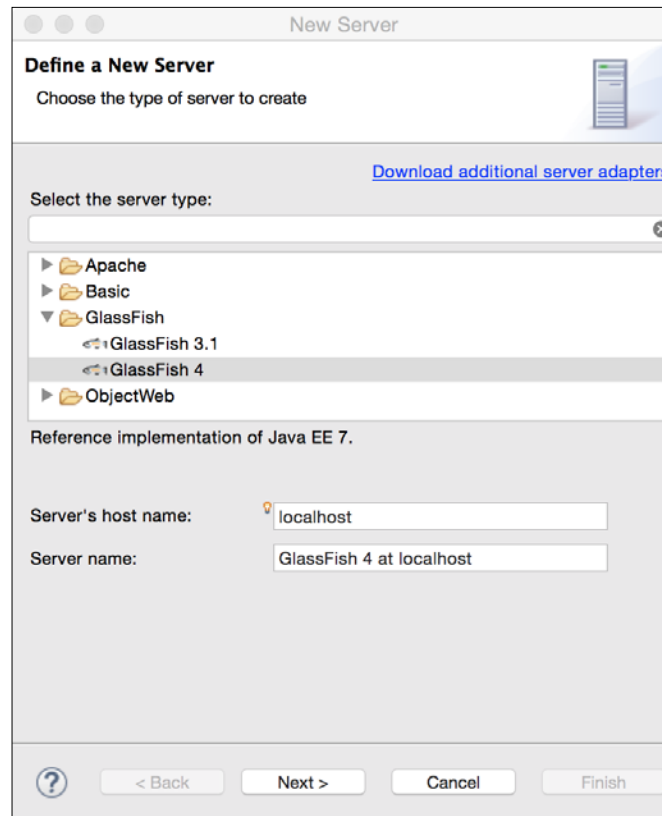 New Server
Define a New Server
Choose the type of server to create
Download additional server adapters
Select the server type:
Apache
Basic
GlassFish
GlassFish 3.1
GlassFish 4
ObjectWeb
Reference implementation of Java EE 7.
Server's host name: localhost
Server name: GlassFish 4 at localhost
? < Back Next > Cancel Finish